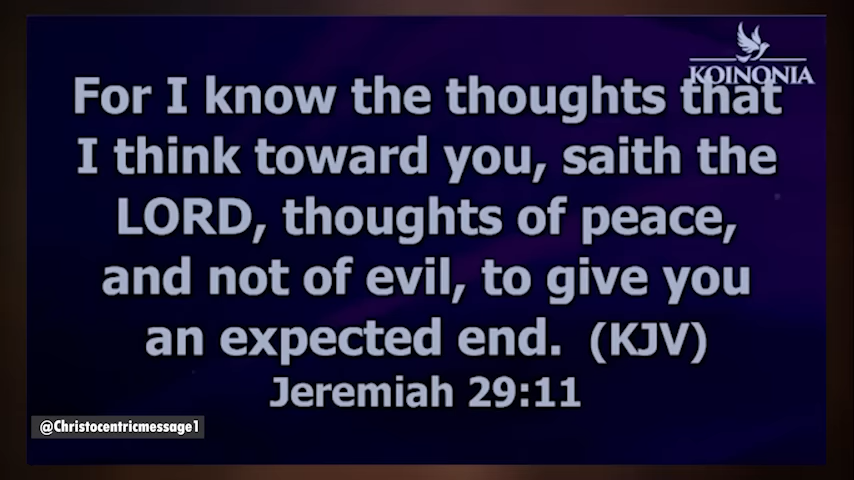 KOINONIA
For I know the thoughts that
I think toward you, saith the
LORD, thoughts of peace,
and not of evil, to give you
an expected end. (KJV)
Jeremiah 29:11
@Christocentricmessage1